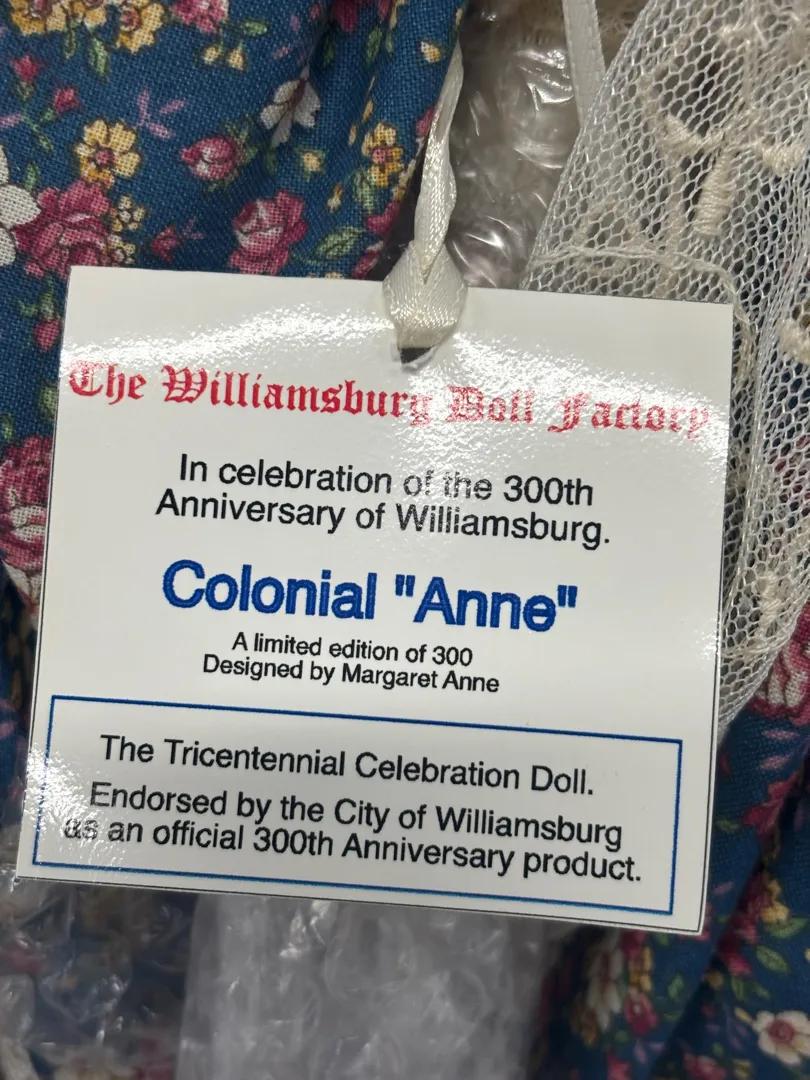 The Williamsburg Doll Factory
In celebration of the 300th
Anniversary of Williamsburg.
Colonial "Anne"
A limited edition of 300
Designed by Margaret Anne
The Tricentennial Celebration Doll.
Endorsed by the City of Williamsburg
as an official 300th Anniversary product.